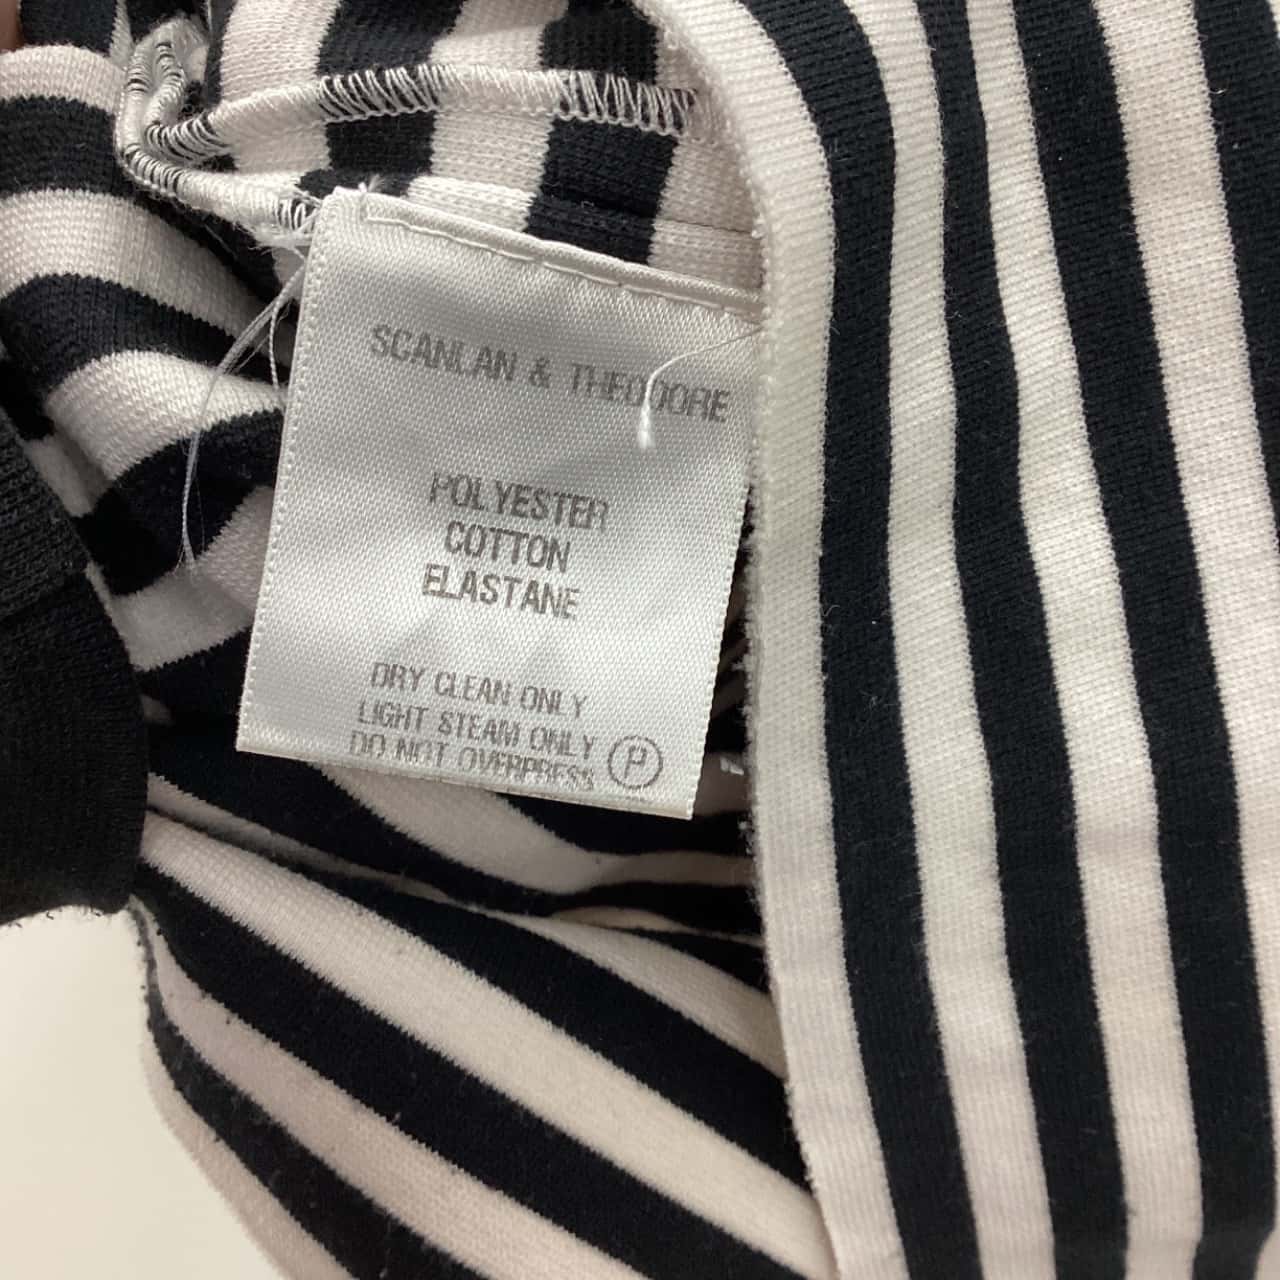 SCANLAN & THEODORE
POLYESTER
COTTON
ELASTANE
DRY CLEAN ONLY
LIGHT STEAM ONLY
DO NOT OVERPRESS P